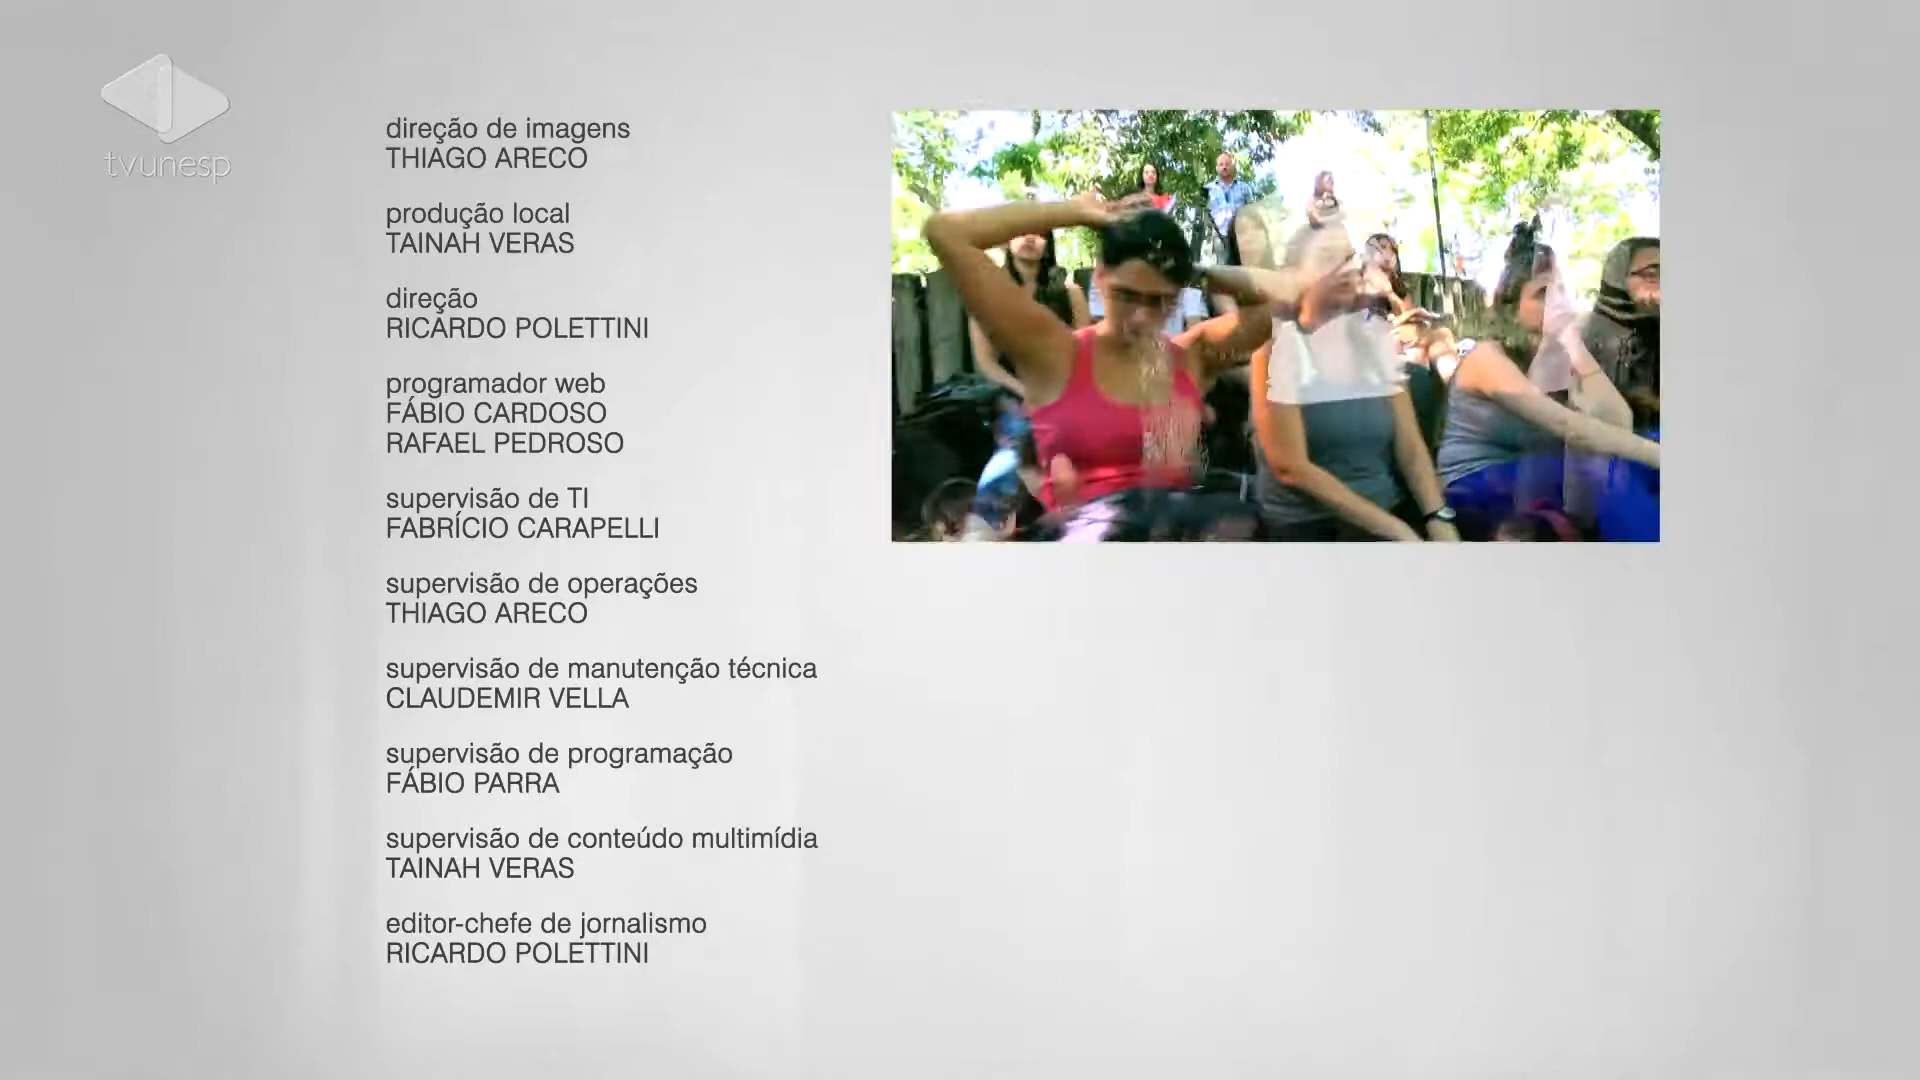 tvunesp
direção de imagens
THIAGO ARECO
produção local
TAINAH VERAS
direção
RICARDO POLETTINI
programador web
FÁBIO CARDOSO
RAFAEL PEDROSO
supervisão de TI
FABRÍCIO CARAPELLI
supervisão de operações
THIAGO ARECO
supervisão de manutenção técnica
CLAUDEMIR VELLA
supervisão de programação
FÁBIO PARRA
supervisão de conteúdo multimídia
TAINAH VERAS
editor-chefe de jornalismo
RICARDO POLETTINI